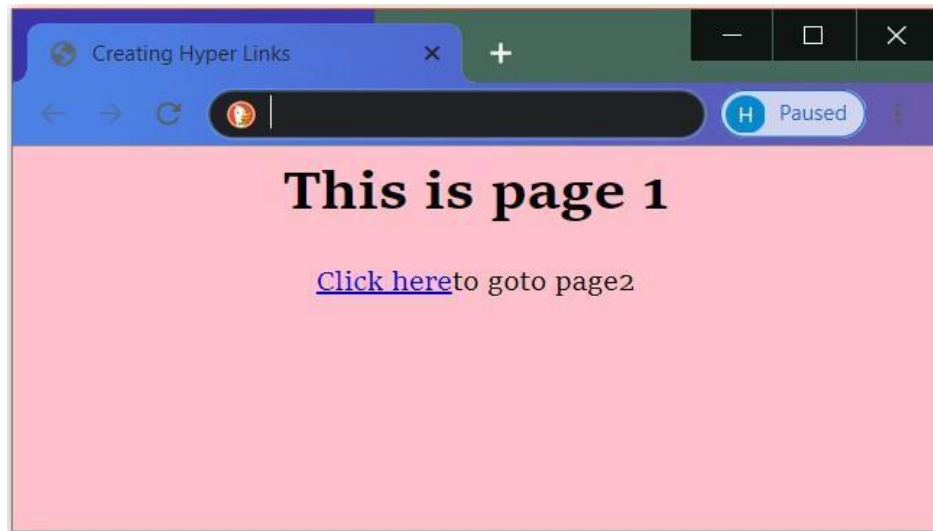 Creating Hyper Links
H Paused
This is page 1
Click hereto goto page2